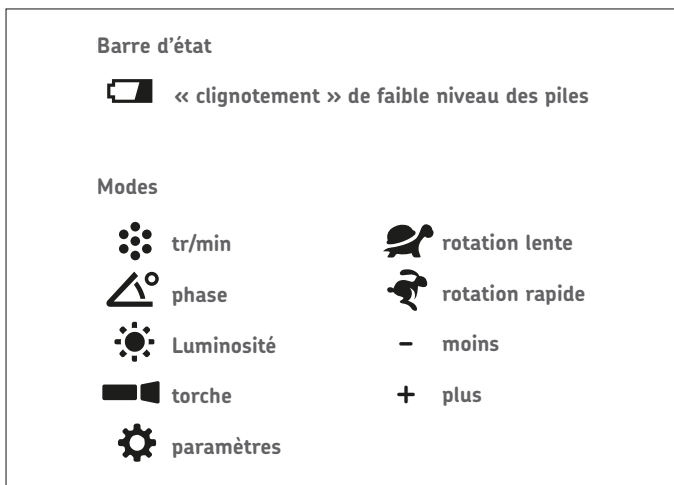 Barre d’état
« clignotement » de faible niveau des piles
Modes
tr/min
phase
Luminosité
torche
paramètres
rotation lente
rotation rapide
- moins
+ plus